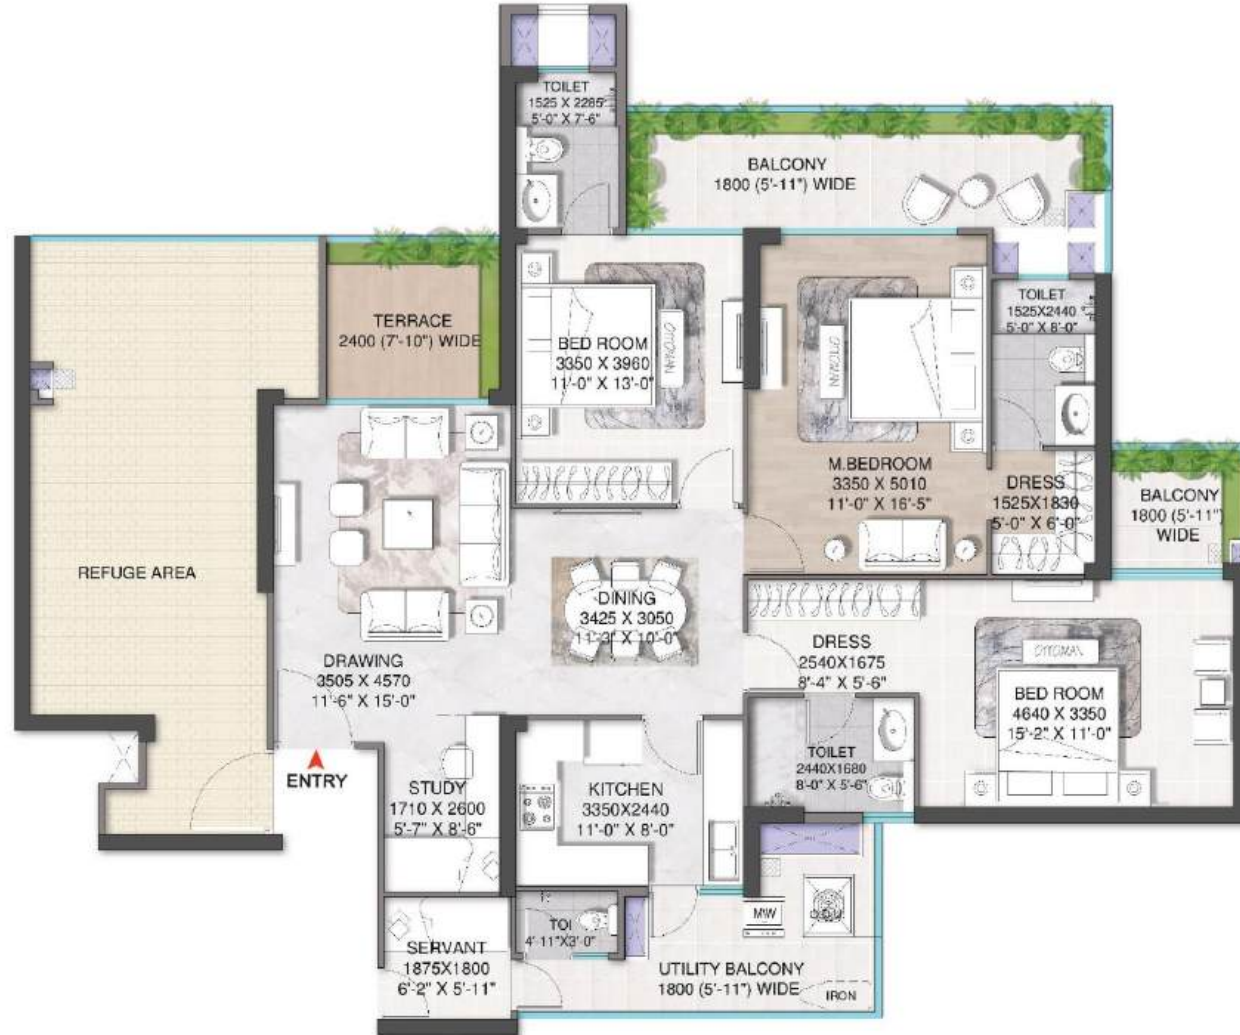 TOILET
1525 X 2285
5'-0" X 7'-6"
BALCONY
1800 (5'-11") WIDE
TERRACE
2400 (7'-10") WIDE
BED ROOM
3350 X 3960
11'-0" X 13'-0"
OTTOMAN
OTTOMAN
TOILET
1525X2440
5'-0" X 8'-0"
M.BEDROOM
3350 X 5010
11'-0" X 16'-5"
DRESS
1525X1830
5'-0" X 6'-0"
BALCONY
1800 (5'-11")
WIDE
REFUGE AREA
DINING
3425 X 3050
11'-3" X 10'-0"
DRAWING
3505 X 4570
11'-6" X 15'-0"
DRESS
2540X1675
8'-4" X 5'-6"
OTTOMAN
BED ROOM
4640 X 3350
15'-2" X 11'-0"
ENTRY
STUDY
1710 X 2600
5'-7" X 8'-6"
KITCHEN
3350X2440
11'-0" X 8'-0"
TOILET
2440X1680
8'-0" X 5'-6"
TOI
4'-11"X3'-0"
MW
SERVANT
1875X1800
6'-2" X 5'-11"
UTILITY BALCONY
1800 (5'-11") WIDE
IRON